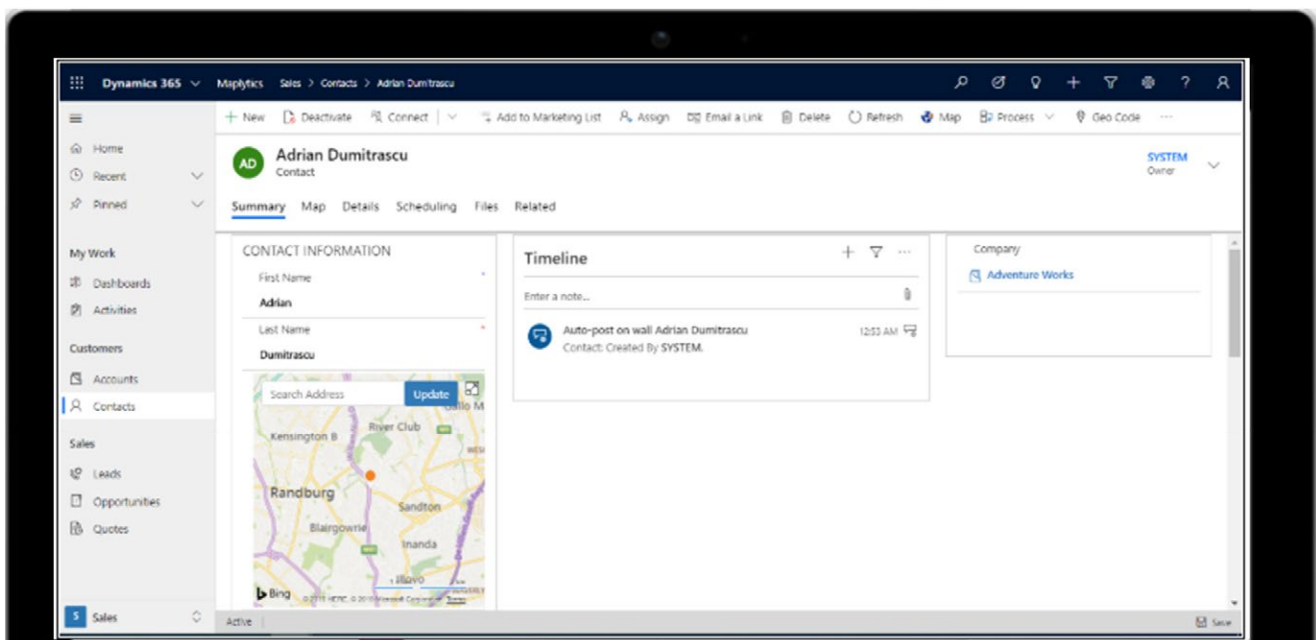 Dynamics 365 Maplytics Sales > Contacts > Adrian Dumitrascu
+ New Deactivate Connect Add to Marketing List Assign Email a Link Delete Refresh Map Process Geo Code ...
Home
Recent
Pinned
AD Adrian Dumitrascu
Contact
SYSTEM
Owner
Summary Map Details Scheduling Files Related
My Work
Dashboards
Activities
Customers
Accounts
Contacts
Sales
Leads
Opportunities
Quotes
S Sales
CONTACT INFORMATION
First Name *
Adrian
Last Name *
Dumitrascu
Search Address Update
Kensington B
River Club
Randburg
Sandton
Blairgowrie
Inanda
Illovo
Bing
Timeline
Enter a note...
Auto-post on wall Adrian Dumitrascu 12:53 AM
Contact: Created By SYSTEM.
Company
Adventure Works
Active
Save